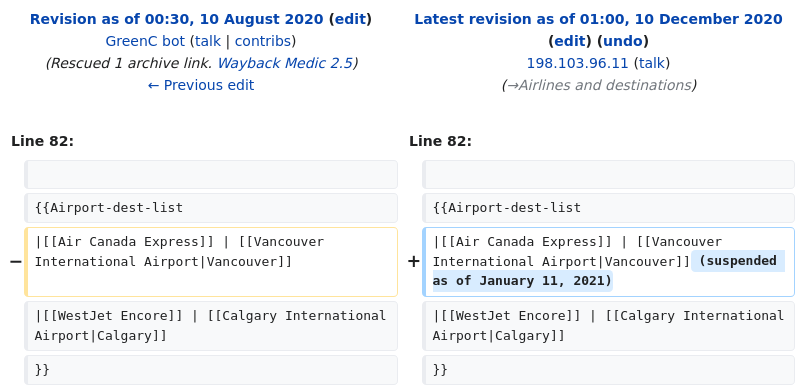 Revision as of 00:30, 10 August 2020 (edit)
GreenC bot (talk | contribs)
(Rescued 1 archive link. Wayback Medic 2.5)
← Previous edit
Latest revision as of 01:00, 10 December 2020
(edit) (undo)
198.103.96.11 (talk)
(→Airlines and destinations)
Line 82:
Line 82:
{{Airport-dest-list
{{Airport-dest-list
− |[[Air Canada Express]] | [[Vancouver
International Airport|Vancouver]]
+ |[[Air Canada Express]] | [[Vancouver
International Airport|Vancouver]] (suspended
as of January 11, 2021)
|[[WestJet Encore]] | [[Calgary International
Airport|Calgary]]
|[[WestJet Encore]] | [[Calgary International
Airport|Calgary]]
}}
}}